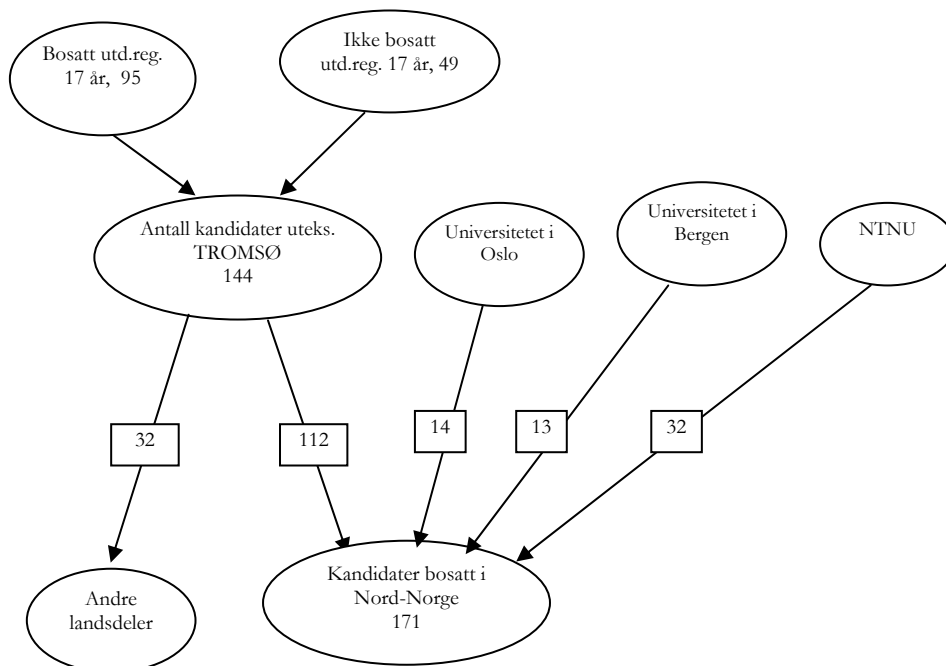 Bosatt utd.reg.
17 år,  95
Ikke bosatt
utd.reg. 17 år, 49
Antall kandidater uteks.
TROMSØ
144
Universitetet i
Oslo
Universitetet i
Bergen
NTNU
32
112
14
13
32
Andre
landsdeler
Kandidater bosatt i
Nord-Norge
171